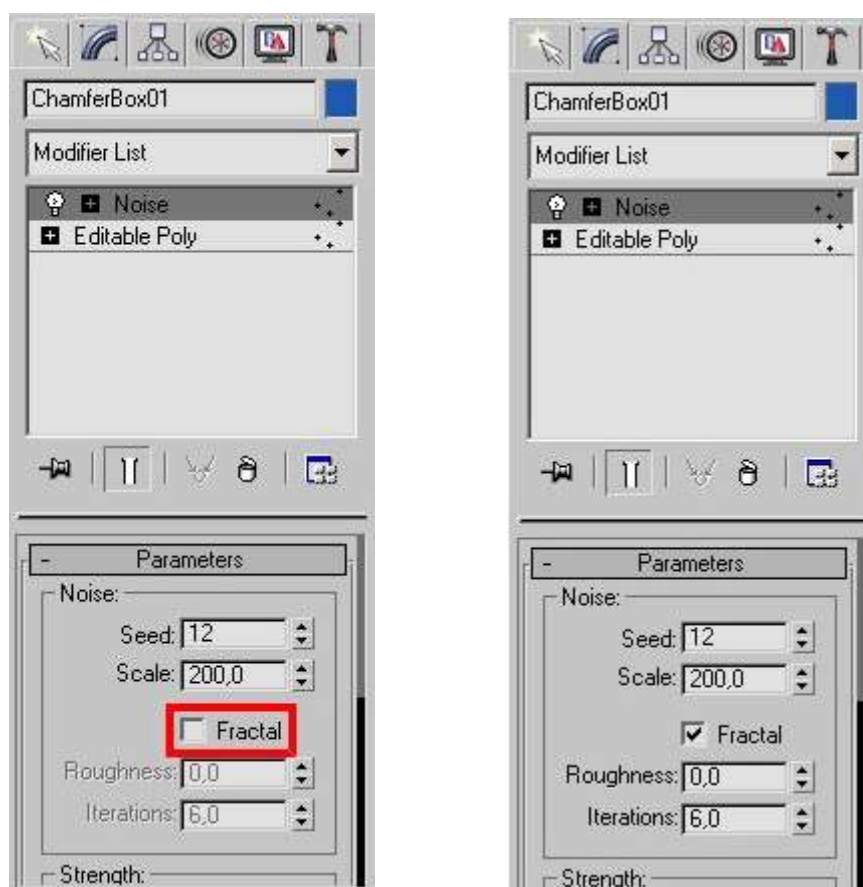 ChamferBox01
Modifier List
Noise
Editable Poly
- Parameters
Noise:
Seed: 12
Scale: 200,0
Fractal
Roughness: 0,0
Iterations: 6,0
Strength:
ChamferBox01
Modifier List
Noise
Editable Poly
- Parameters
Noise:
Seed: 12
Scale: 200,0
Fractal
Roughness: 0,0
Iterations: 6,0
Strength: